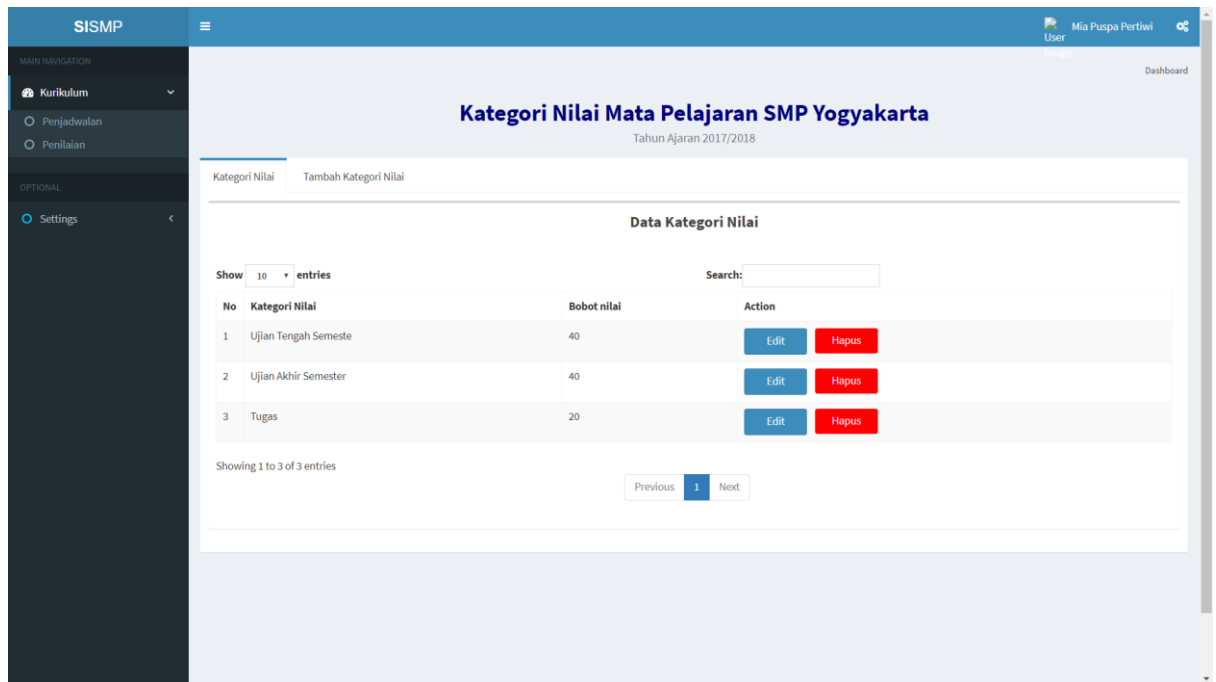 SISMP
User Image
Mia Puspa Pertiwi
MAIN NAVIGATION
Kurikulum
Penjadwalan
Penilaian
OPTIONAL
Settings
Dashboard
Kategori Nilai Mata Pelajaran SMP Yogyakarta
Tahun Ajaran 2017/2018
Kategori Nilai Tambah Kategori Nilai
Data Kategori Nilai
Show 10 entries Search:
No Kategori Nilai Bobot nilai Action
1 Ujian Tengah Semeste 40 Edit Hapus
2 Ujian Akhir Semester 40 Edit Hapus
3 Tugas 20 Edit Hapus
Showing 1 to 3 of 3 entries
Previous 1 Next